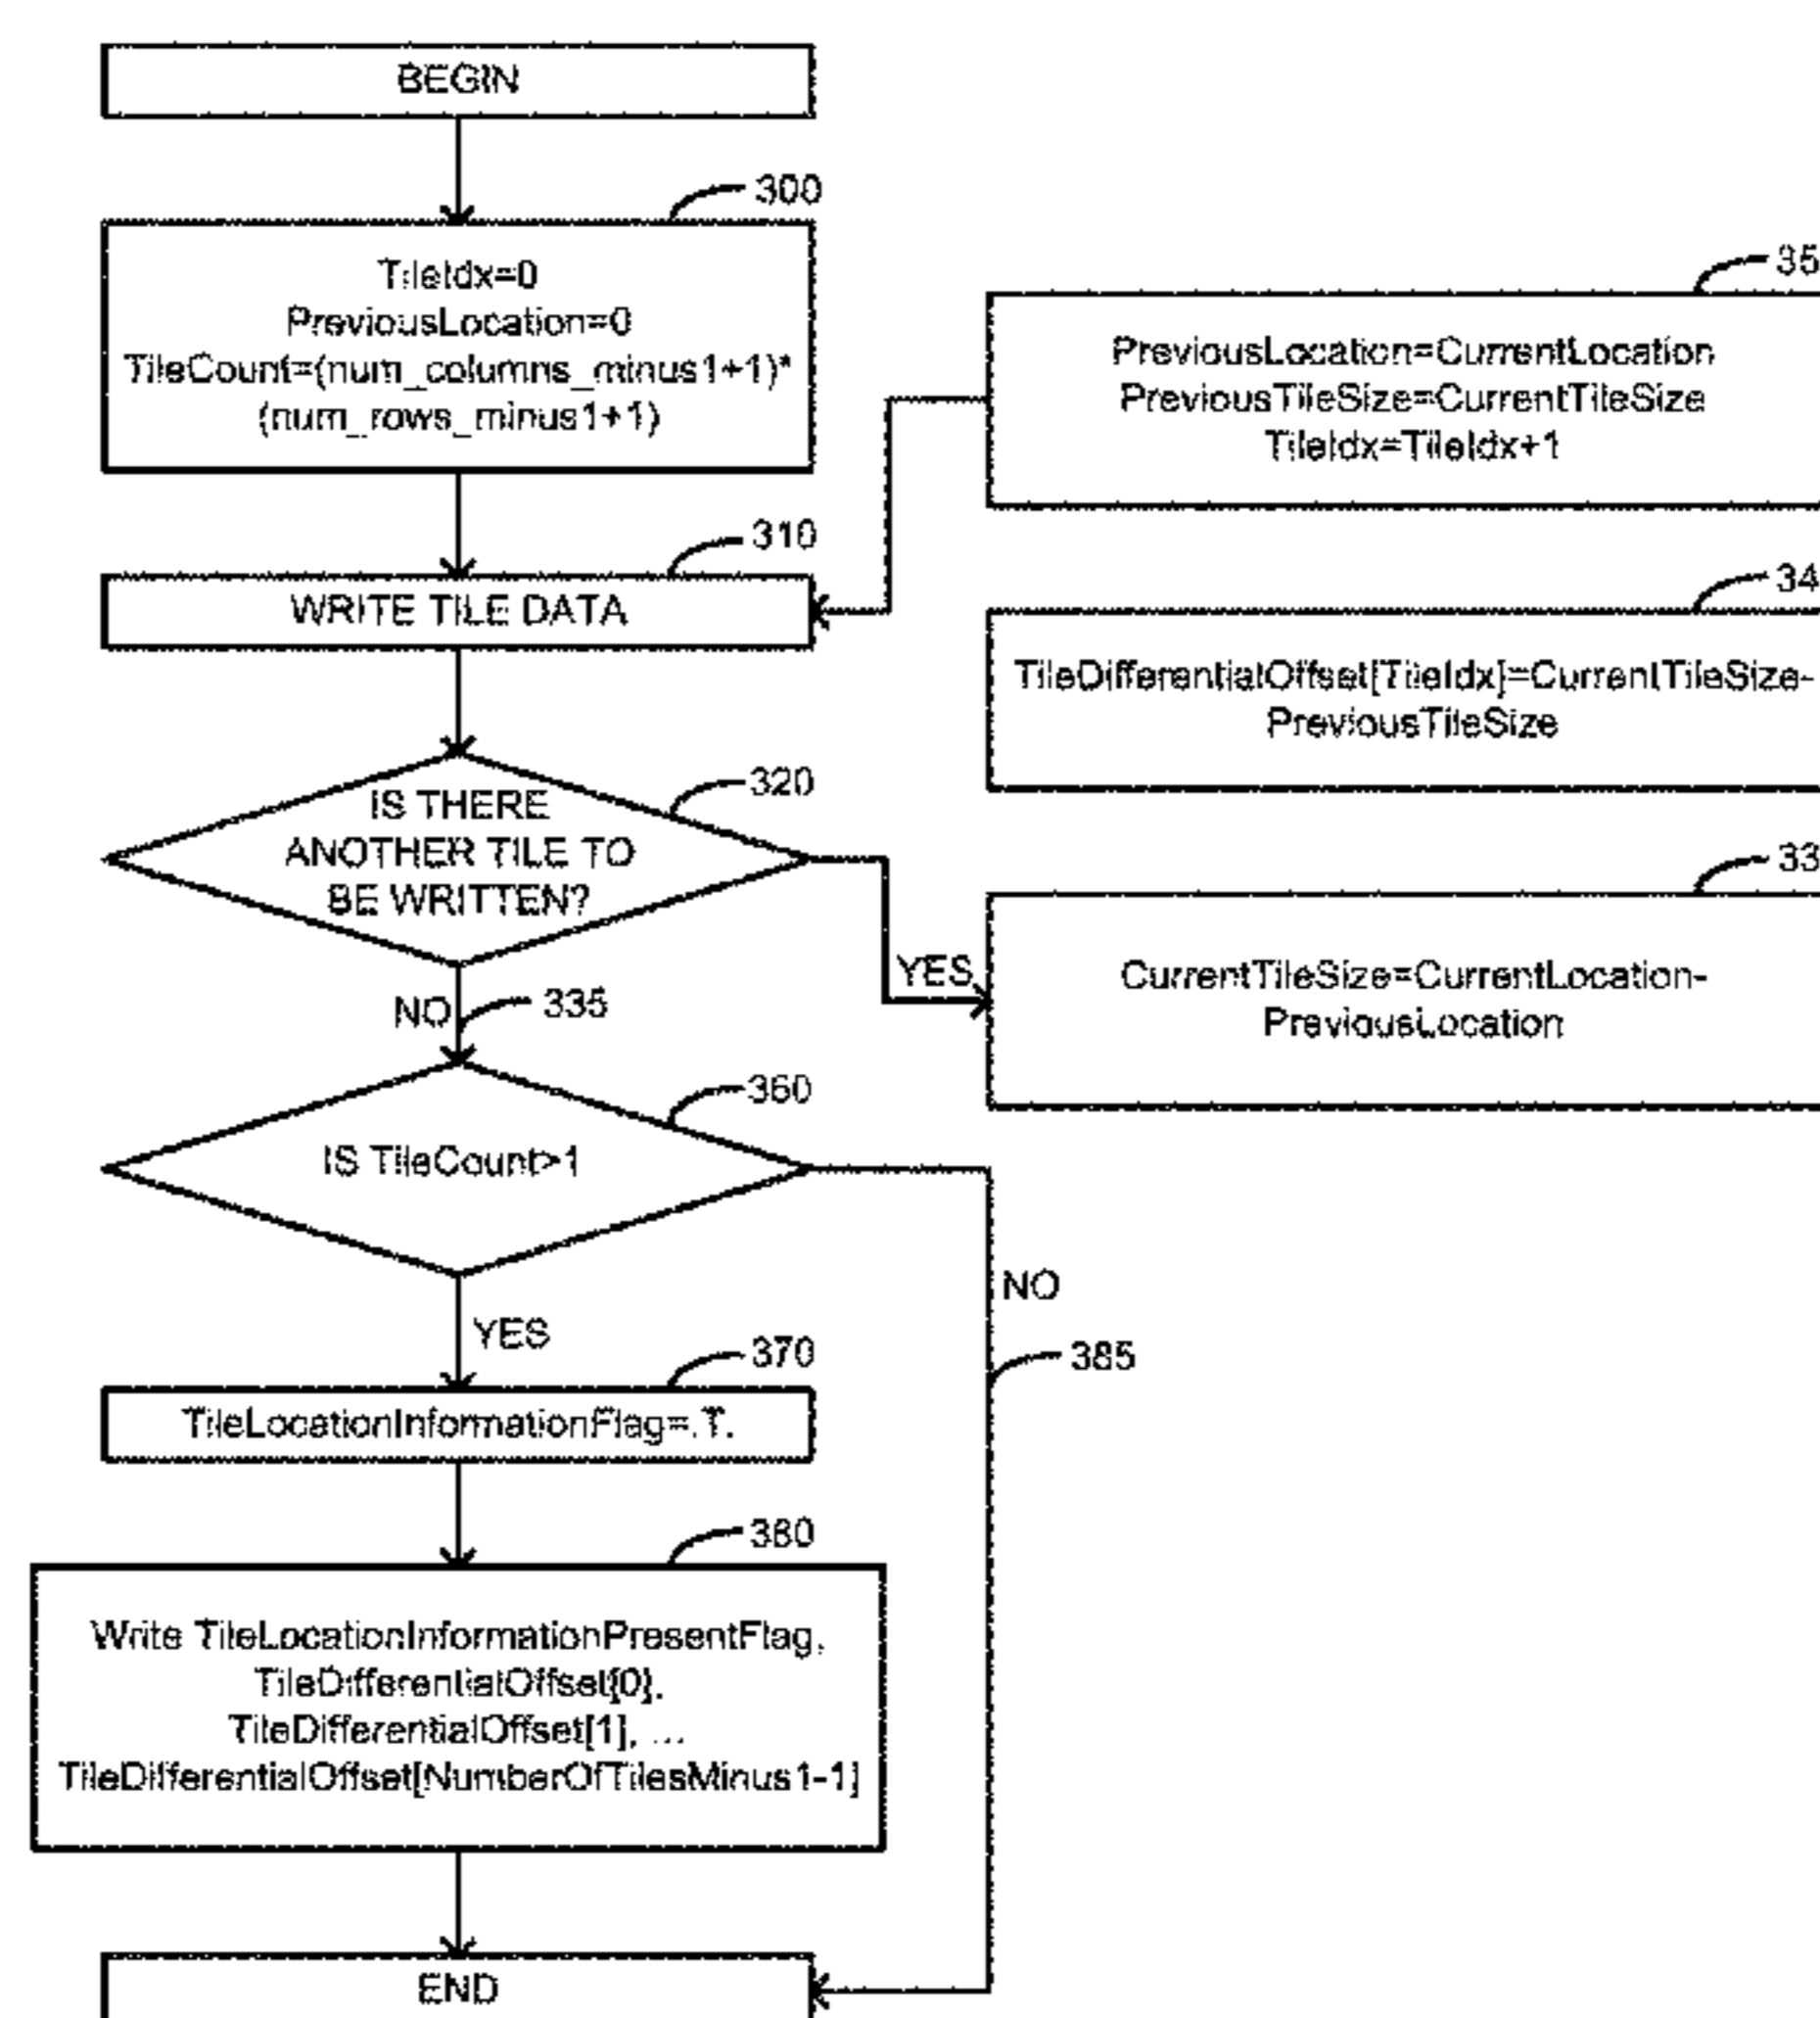 BEGIN
300
TileIdx=0
PreviousLocation=0
TileCount=(num_columns_minus1+1)*
(num_rows_minus1+1)
35
PreviousLocation=CurrentLocation
PreviousTileSize=CurrentTileSize
TileIdx=TileIdx+1
310
WRITE TILE DATA
34
TileDifferentialOffset[TileIdx]=CurrentTileSize-
PreviousTileSize
320
IS THERE
ANOTHER TILE TO
BE WRITTEN?
YES
33
CurrentTileSize=CurrentLocation-
PreviousLocation
NO
335
360
IS TileCount>1
NO
YES
385
370
TileLocationInformationFlag=.T.
380
Write TileLocationInformationPresentFlag,
TileDifferentialOffset[0],
TileDifferentialOffset[1], ...
TileDifferentialOffset[NumberOfTilesMinus1-1]
END